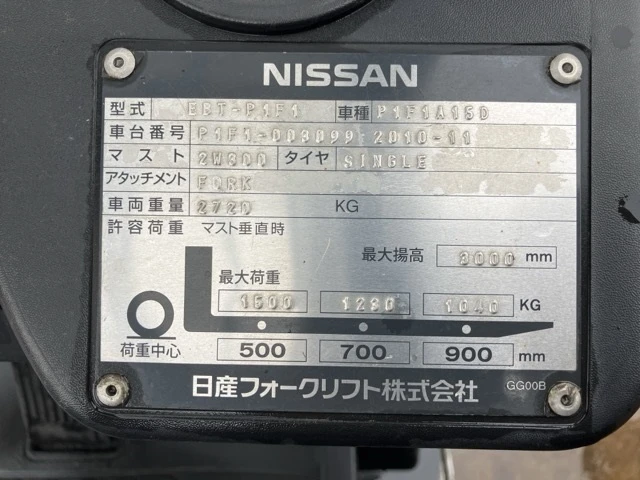 NISSAN
型式 EBT-P1F1 車種 P1F1A15D
車台番号 P1F1-003099 2010-11
マスト 2W300 タイヤ SINGLE
アタッチメント FORK
車両重量 2720 KG
許容荷重 マスト垂直時
最大揚高 3000 mm
最大荷重
1500 1230 1040 KG
荷重中心 500 700 900 mm
日産フォークリフト株式会社 GG00B